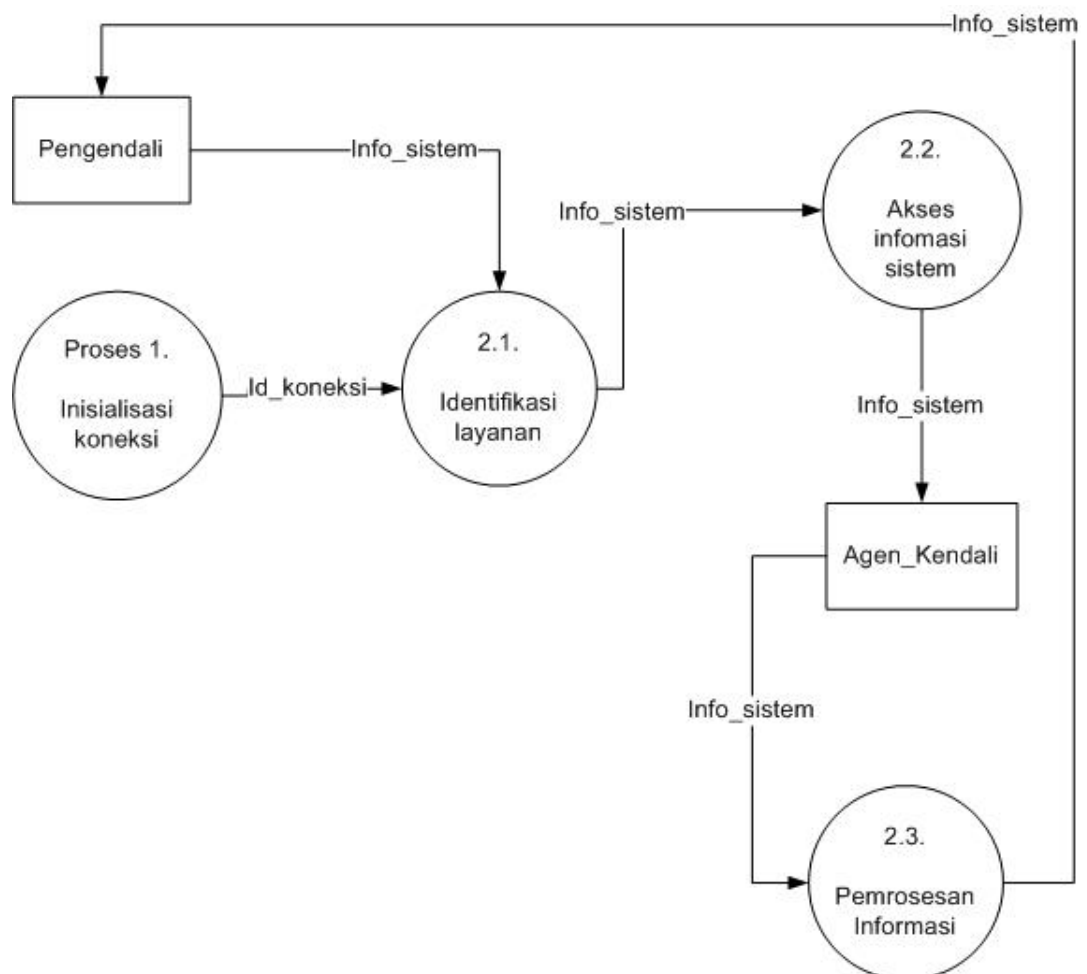 Info_sistem
Pengendali
Info_sistem
2.2.
Akses
infomasi
sistem
Info_sistem
Proses 1.
Inisialisasi
koneksi
Id_koneksi
2.1.
Identifikasi
layanan
Info_sistem
Agen_Kendali
Info_sistem
2.3.
Pemrosesan
Informasi